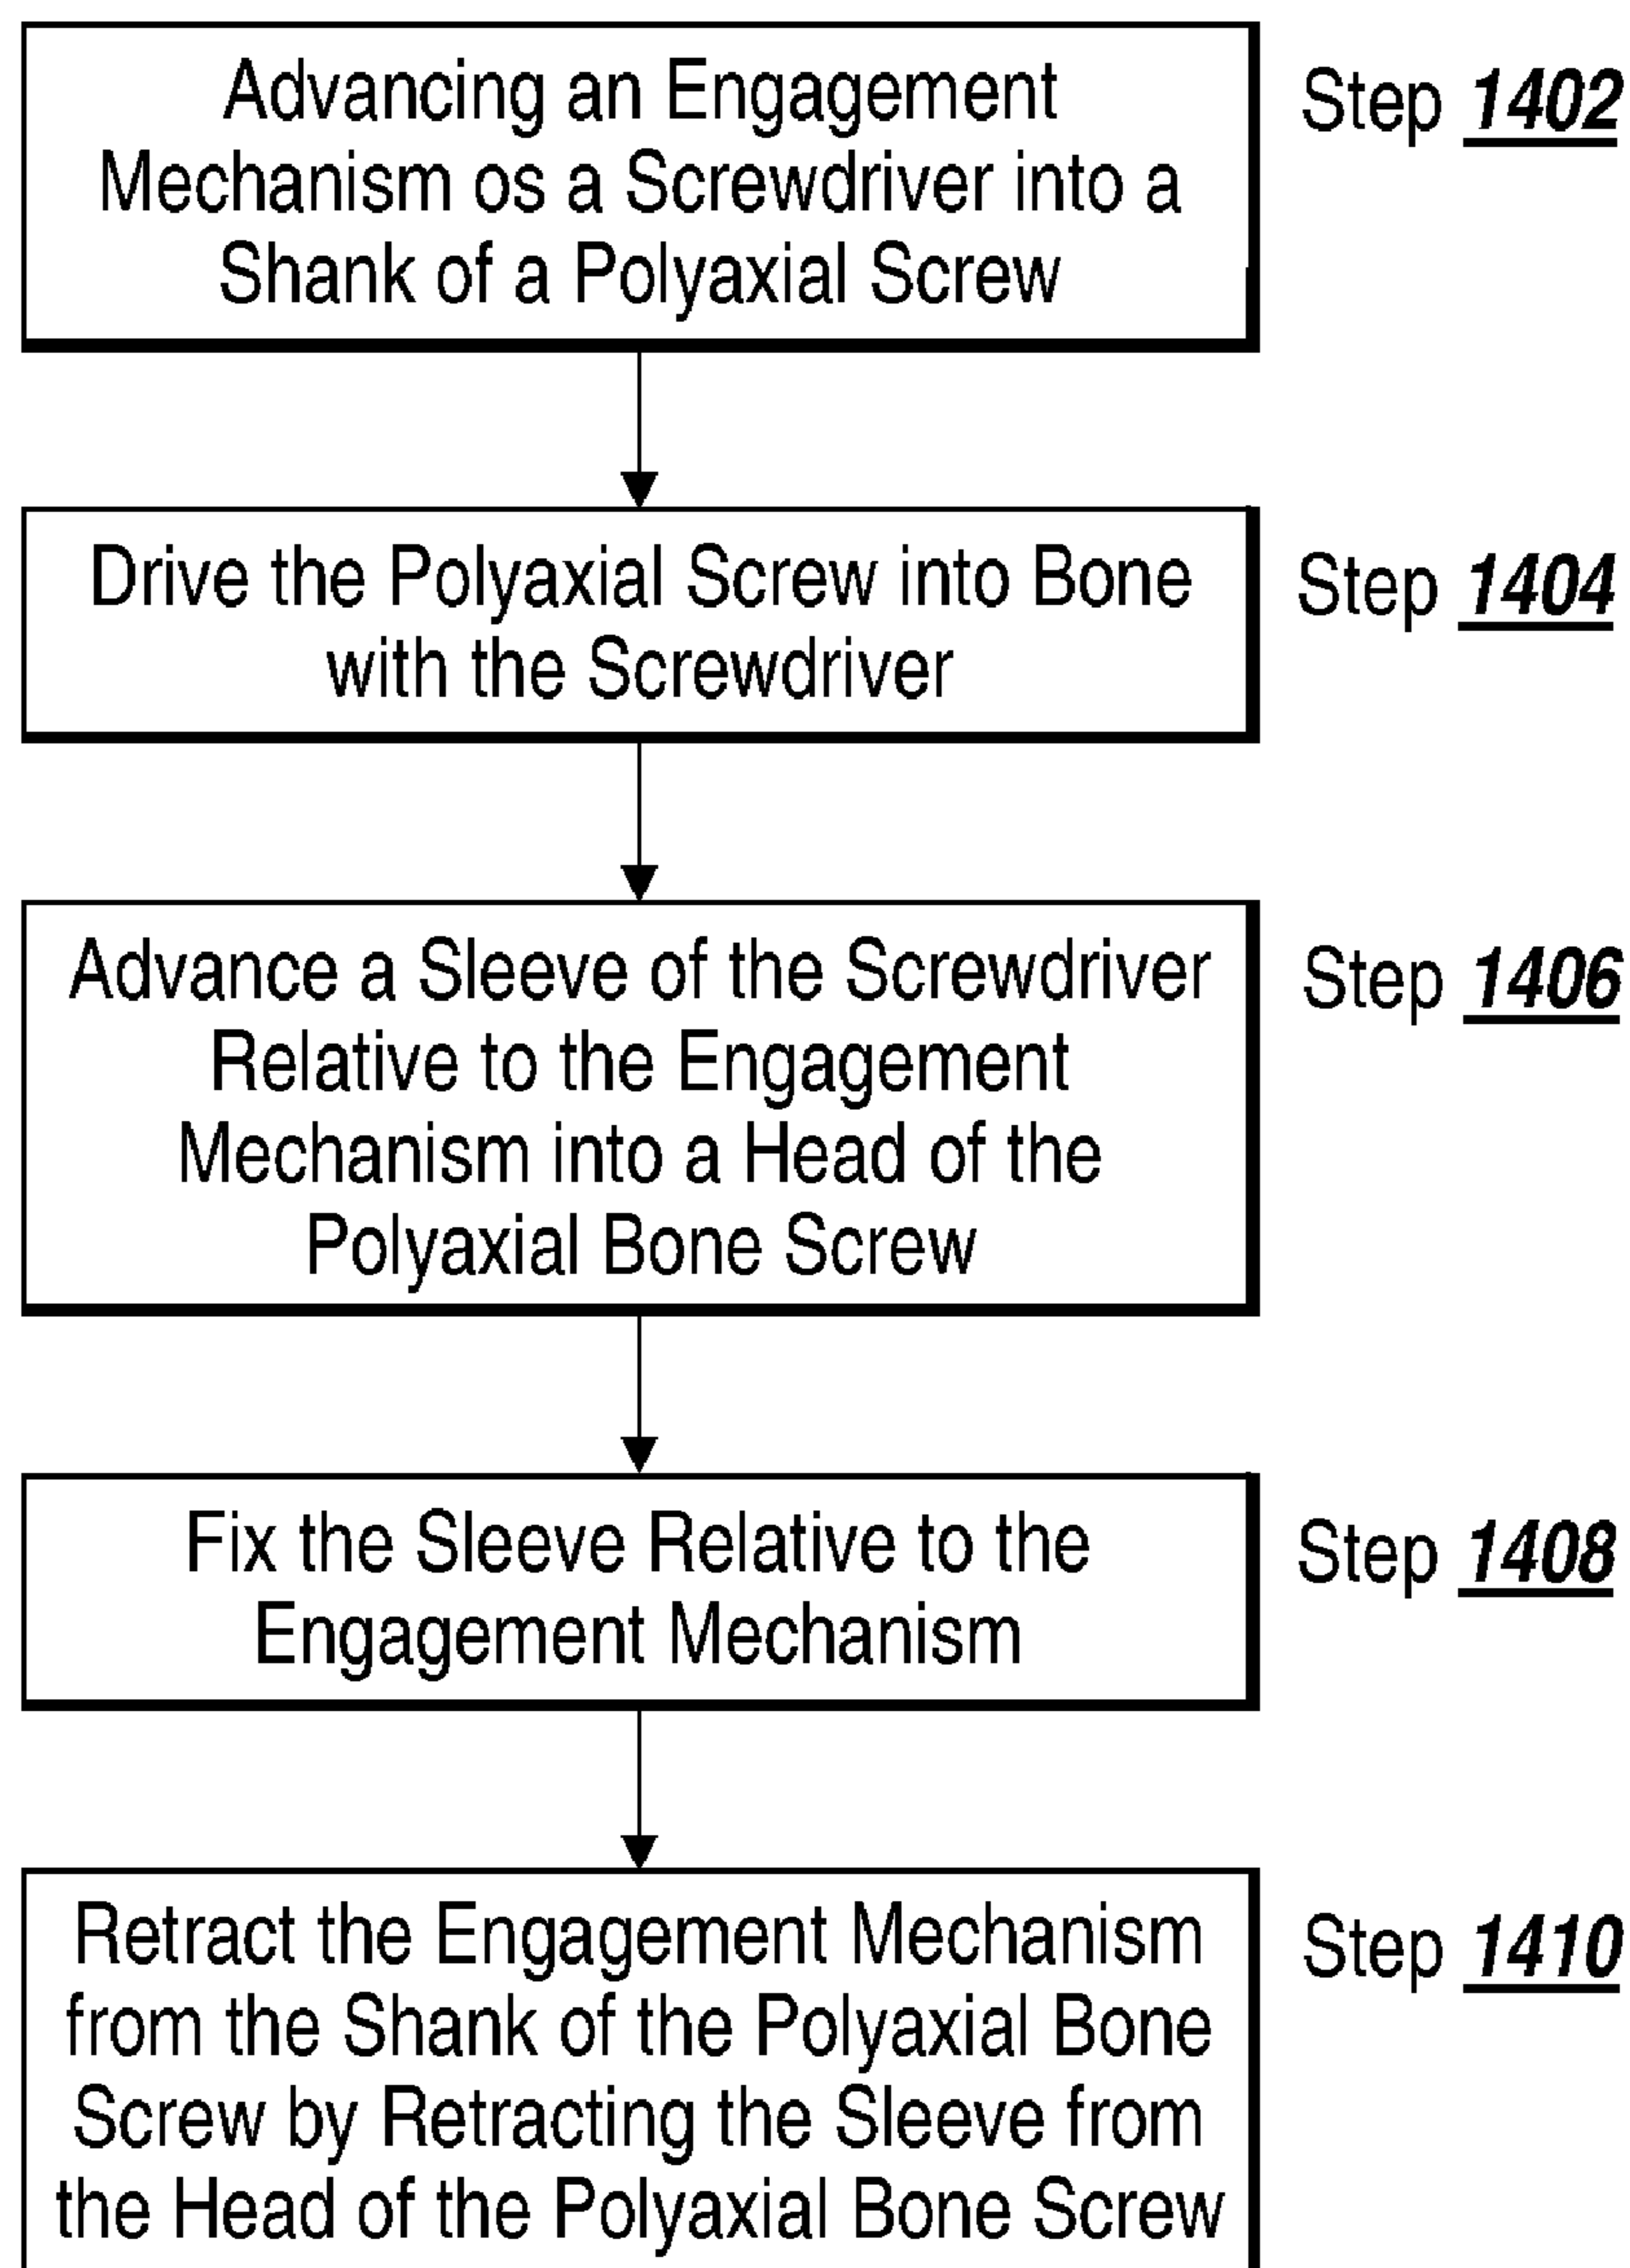 Advancing an Engagement
Mechanism os a Screwdriver into a
Shank of a Polyaxial Screw
Step 1402
Drive the Polyaxial Screw into Bone
with the Screwdriver
Step 1404
Advance a Sleeve of the Screwdriver
Relative to the Engagement
Mechanism into a Head of the
Polyaxial Bone Screw
Step 1406
Fix the Sleeve Relative to the
Engagement Mechanism
Step 1408
Retract the Engagement Mechanism
from the Shank of the Polyaxial Bone
Screw by Retracting the Sleeve from
the Head of the Polyaxial Bone Screw
Step 1410